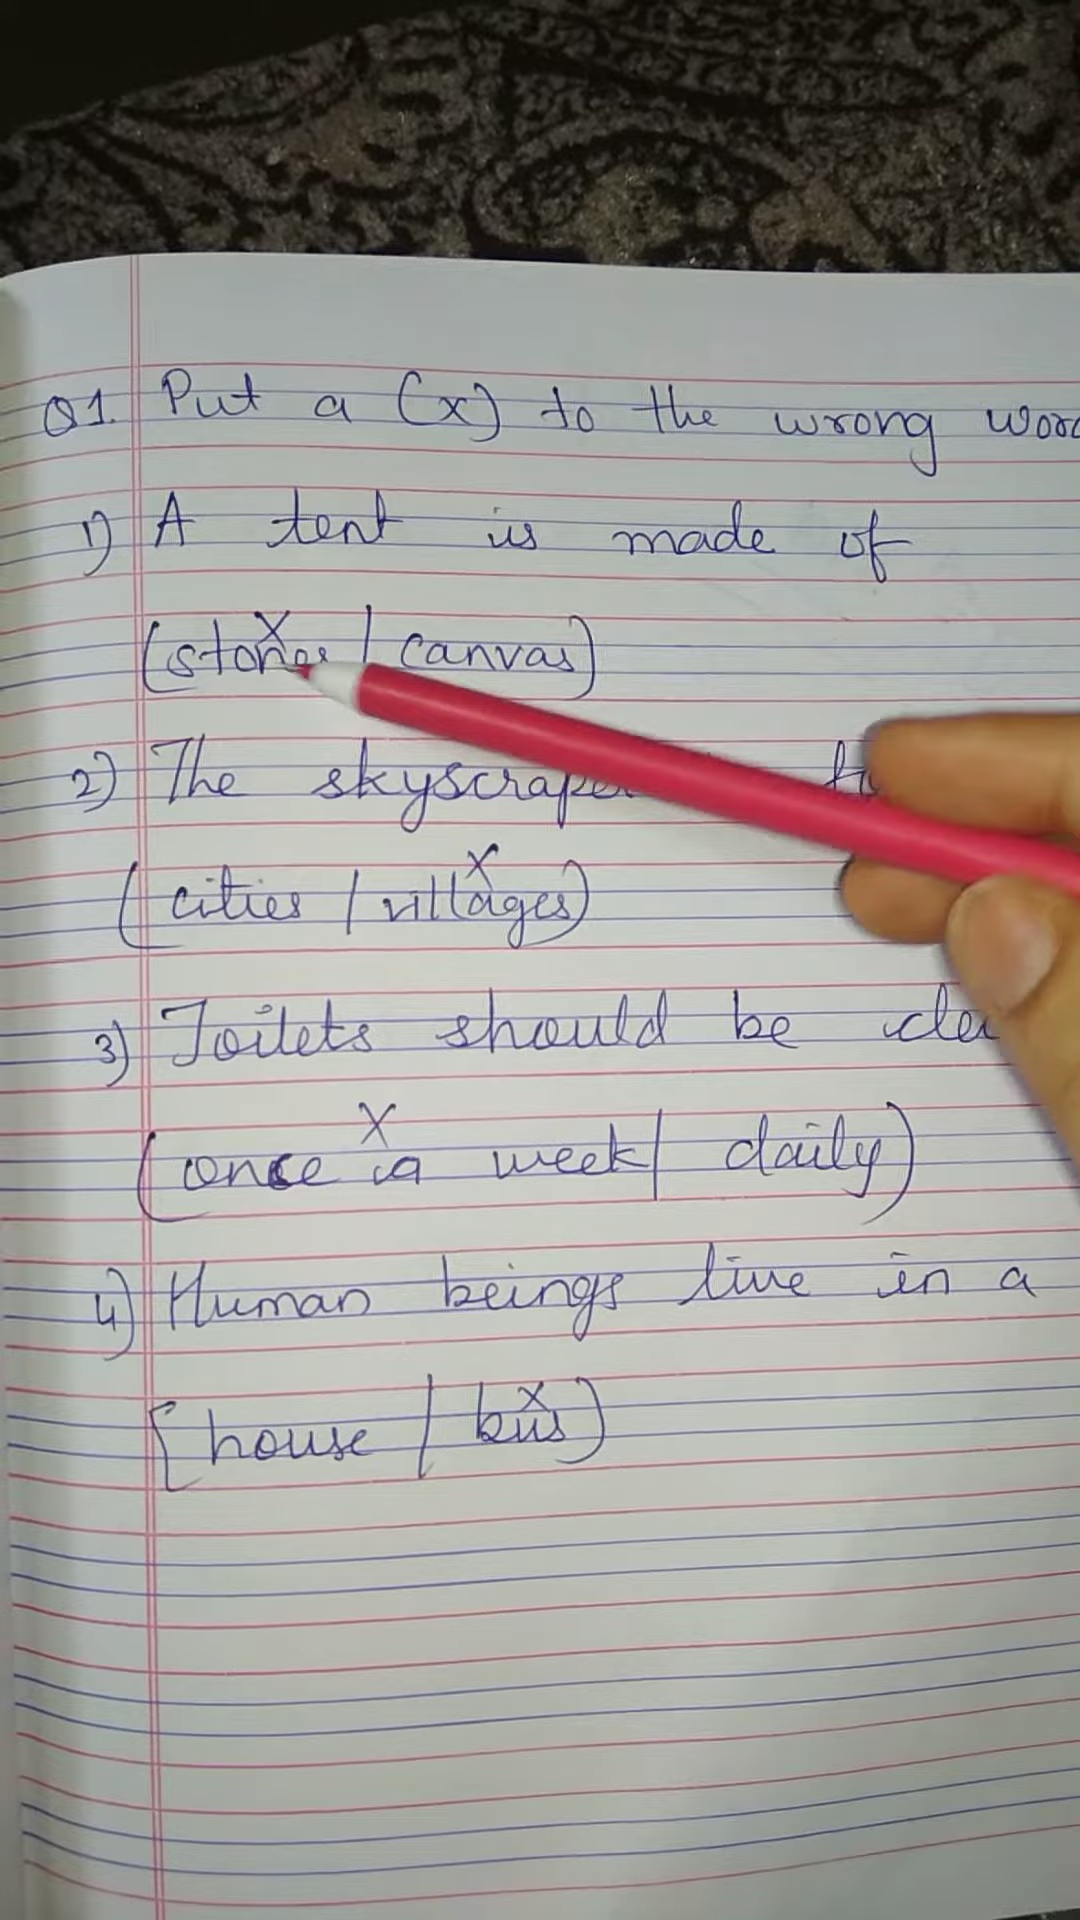 Q1. Put a (x) to the wrong
1) A tent is made of
x
(stones / canvas)
2) The
x
(cities / villages)
3) Toilets should be
x
(once a week / daily)
4) Human beings live in a
x
(house / bus)